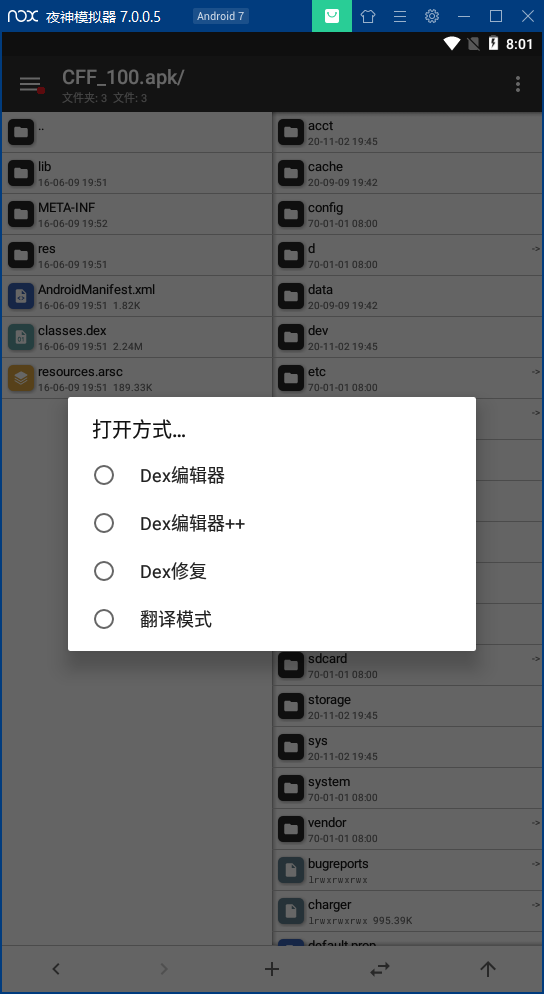 nox 夜神模拟器 7.0.0.5 Android 7
8:01
CFF_100.apk/
文件夹: 3 文件: 3
..
lib
16-06-09 19:51
META-INF
16-06-09 19:52
res
16-06-09 19:51
AndroidManifest.xml
16-06-09 19:51 1.82K
classes.dex
16-06-09 19:51 2.24M
resources.arsc
16-06-09 19:51 189.33K
acct
20-11-02 19:45
cache
20-09-09 19:42
config
70-01-01 08:00
d
->
70-01-01 08:00
data
20-09-09 19:42
dev
20-11-02 19:45
etc
->
70-01-01 08:00
->
打开方式...
Dex编辑器
Dex编辑器++
Dex修复
翻译模式
sdcard
->
70-01-01 08:00
storage
20-11-02 19:45
sys
20-11-02 19:45
system
70-01-01 08:00
vendor
->
70-01-01 08:00
bugreports
->
lrwxrwxrwx
charger
->
lrwxrwxrwx 995.39K
default.prop